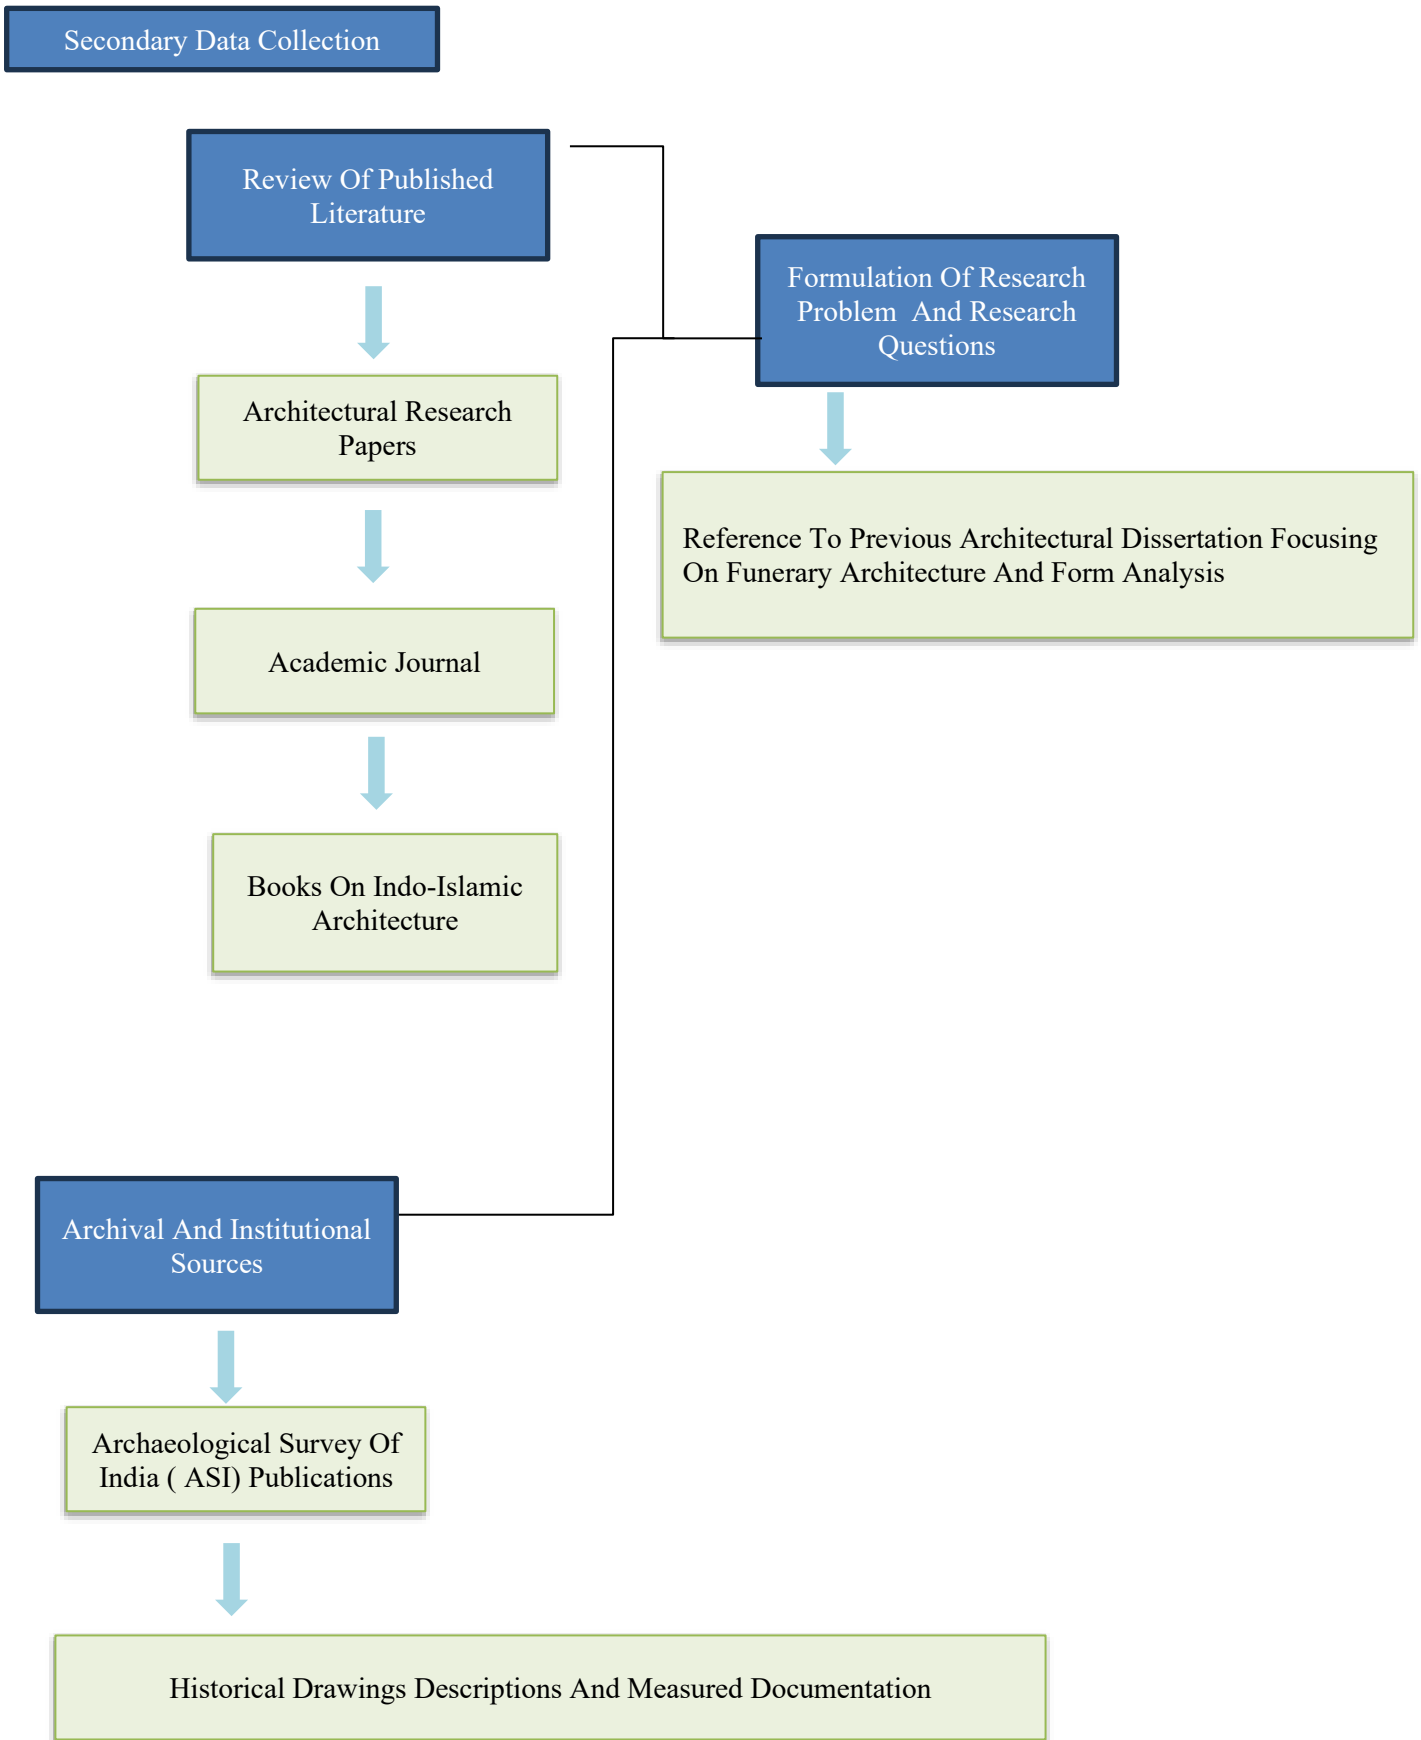 Secondary Data Collection
Review Of Published
Literature
Formulation Of Research
Problem  And Research
Questions
Architectural Research
Papers
Reference To Previous Architectural Dissertation Focusing
On Funerary Architecture And Form Analysis
Academic Journal
Books On Indo-Islamic
Architecture
Archival And Institutional
Sources
Archaeological Survey Of
India ( ASI) Publications
Historical Drawings Descriptions And Measured Documentation